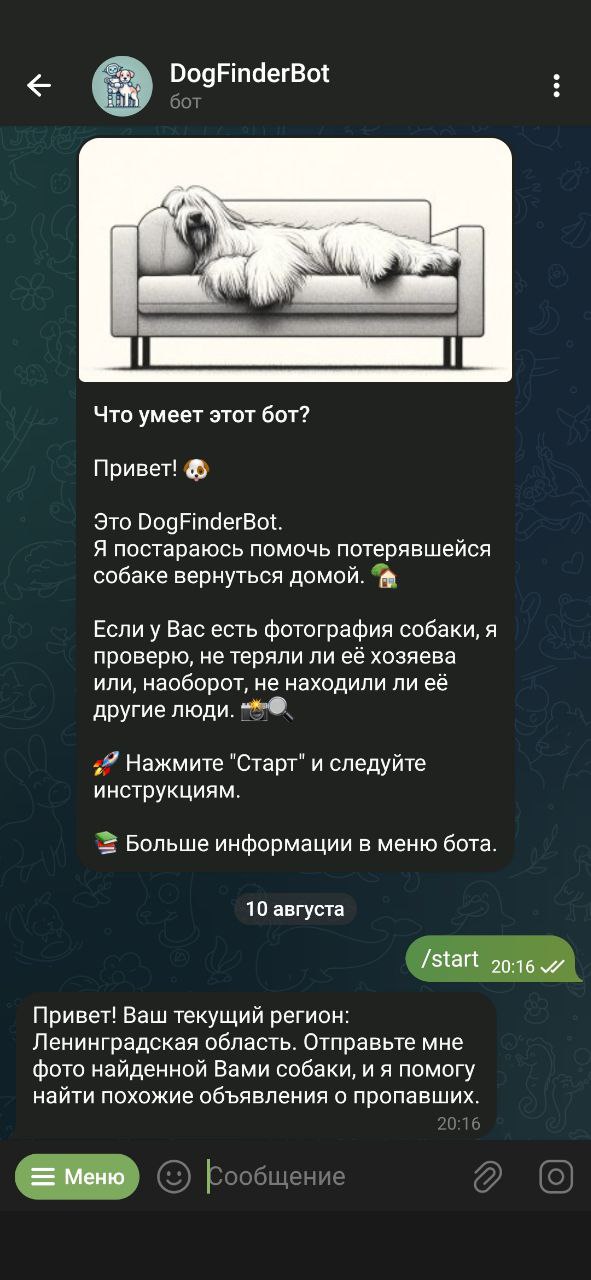 DogFinderBot
бот
Что умеет этот бот?
Привет! 🐶
Это DogFinderBot.
Я постараюсь помочь потерявшейся
собаке вернуться домой. 🏡
Если у Вас есть фотография собаки, я
проверю, не теряли ли её хозяева
или, наоборот, не находили ли её
другие люди. 📸🔍
🚀 Нажмите "Старт" и следуйте
инструкциям.
📚 Больше информации в меню бота.
10 августа
/start 20:16
Привет! Ваш текущий регион:
Ленинградская область. Отправьте мне
фото найденной Вами собаки, и я помогу
найти похожие объявления о пропавших.
20:16
Меню
Сообщение